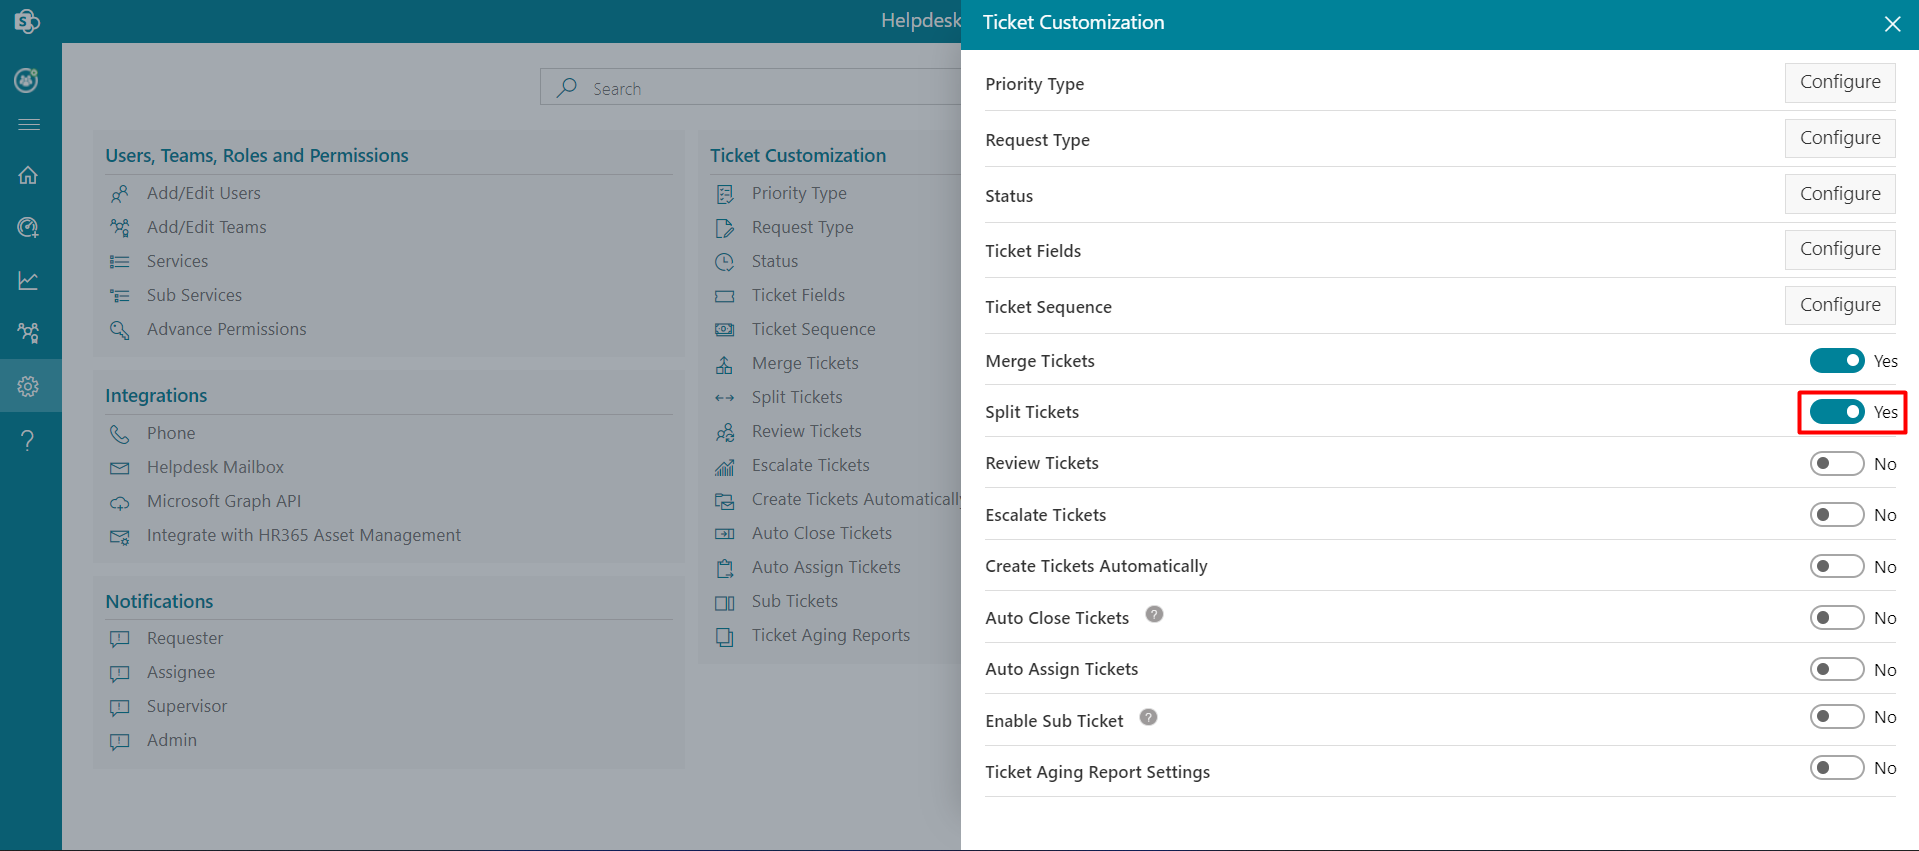 S
Helpdesk
Search
Users, Teams, Roles and Permissions
Add/Edit Users
Add/Edit Teams
Services
Sub Services
Advance Permissions
Integrations
Phone
Helpdesk Mailbox
Microsoft Graph API
Integrate with HR365 Asset Management
Notifications
Requester
Assignee
Supervisor
Admin
Ticket Customization
Priority Type
Request Type
Status
Ticket Fields
Ticket Sequence
Merge Tickets
Split Tickets
Review Tickets
Escalate Tickets
Create Tickets Automatically
Auto Close Tickets
Auto Assign Tickets
Sub Tickets
Ticket Aging Reports
Ticket Customization
Priority Type Configure
Request Type Configure
Status Configure
Ticket Fields Configure
Ticket Sequence Configure
Merge Tickets Yes
Split Tickets Yes
Review Tickets No
Escalate Tickets No
Create Tickets Automatically No
Auto Close Tickets ? No
Auto Assign Tickets No
Enable Sub Ticket ? No
Ticket Aging Report Settings No